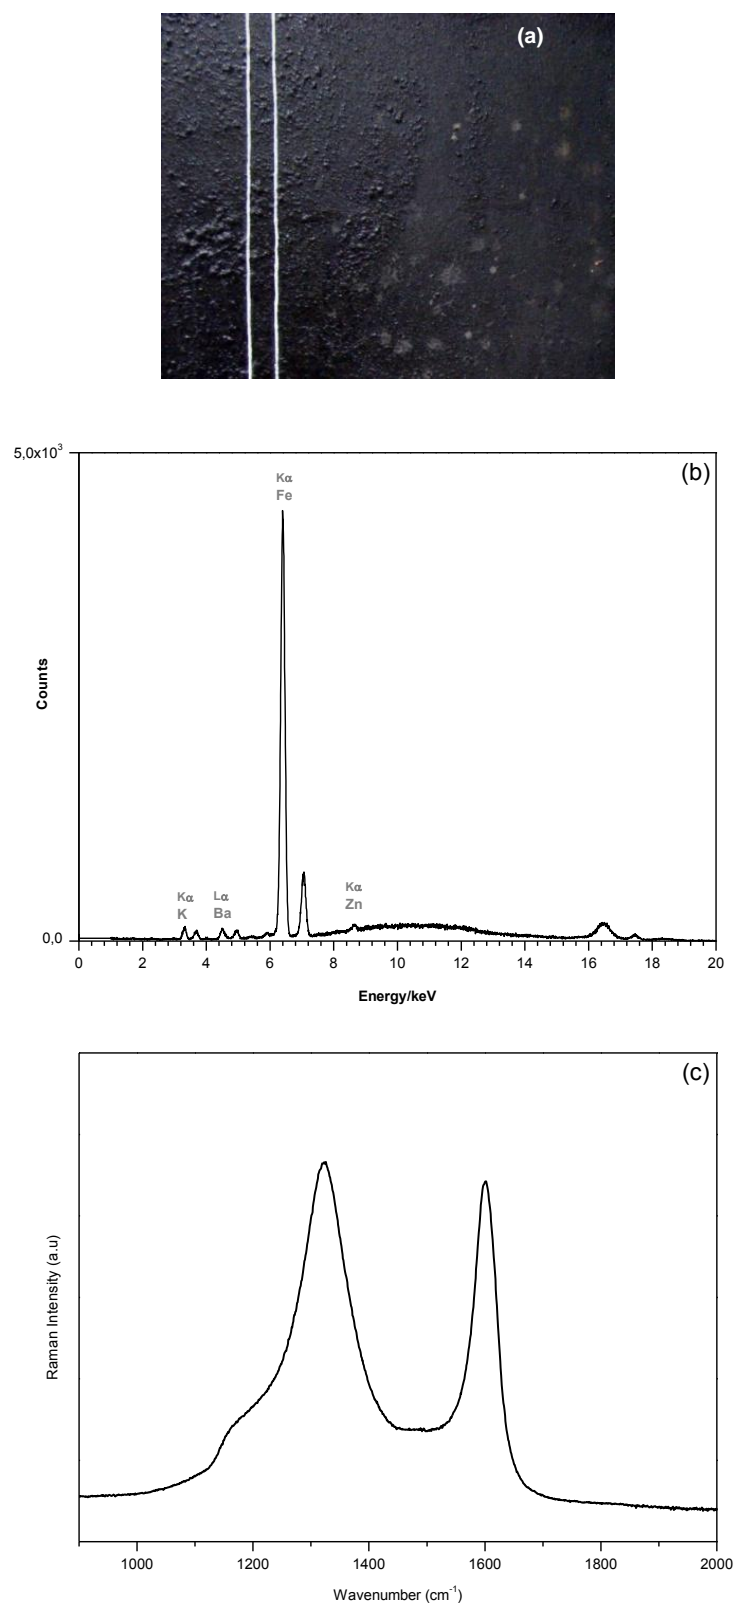 (a)
5,0x10³
(b)
Kα
Fe
Counts
Kα
K
Lα
Ba
Kα
Zn
0,0
0 2 4 6 8 10 12 14 16 18 20
Energy/keV
(c)
Raman Intensity (a.u)
1000 1200 1400 1600 1800 2000
Wavenumber (cm⁻¹)